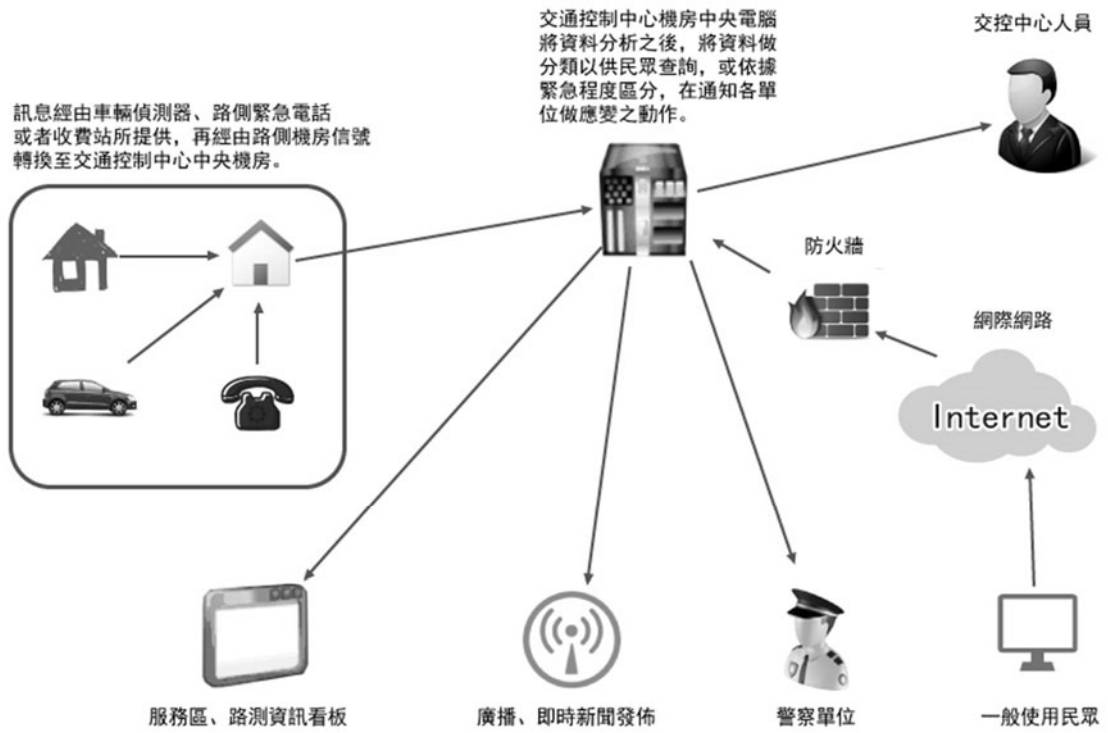 交通控制中心機房中央電腦
將資料分析之後，將資料做
分類以供民眾查詢，或依據
緊急程度區分，在通知各單
位做應變之動作。
交控中心人員
訊息經由車輛偵測器、路側緊急電話
或者收費站所提供，再經由路側機房信號
轉換至交通控制中心中央機房。
防火牆
網際網路
Internet
服務區、路測資訊看板
廣播、即時新聞發佈
警察單位
一般使用民眾